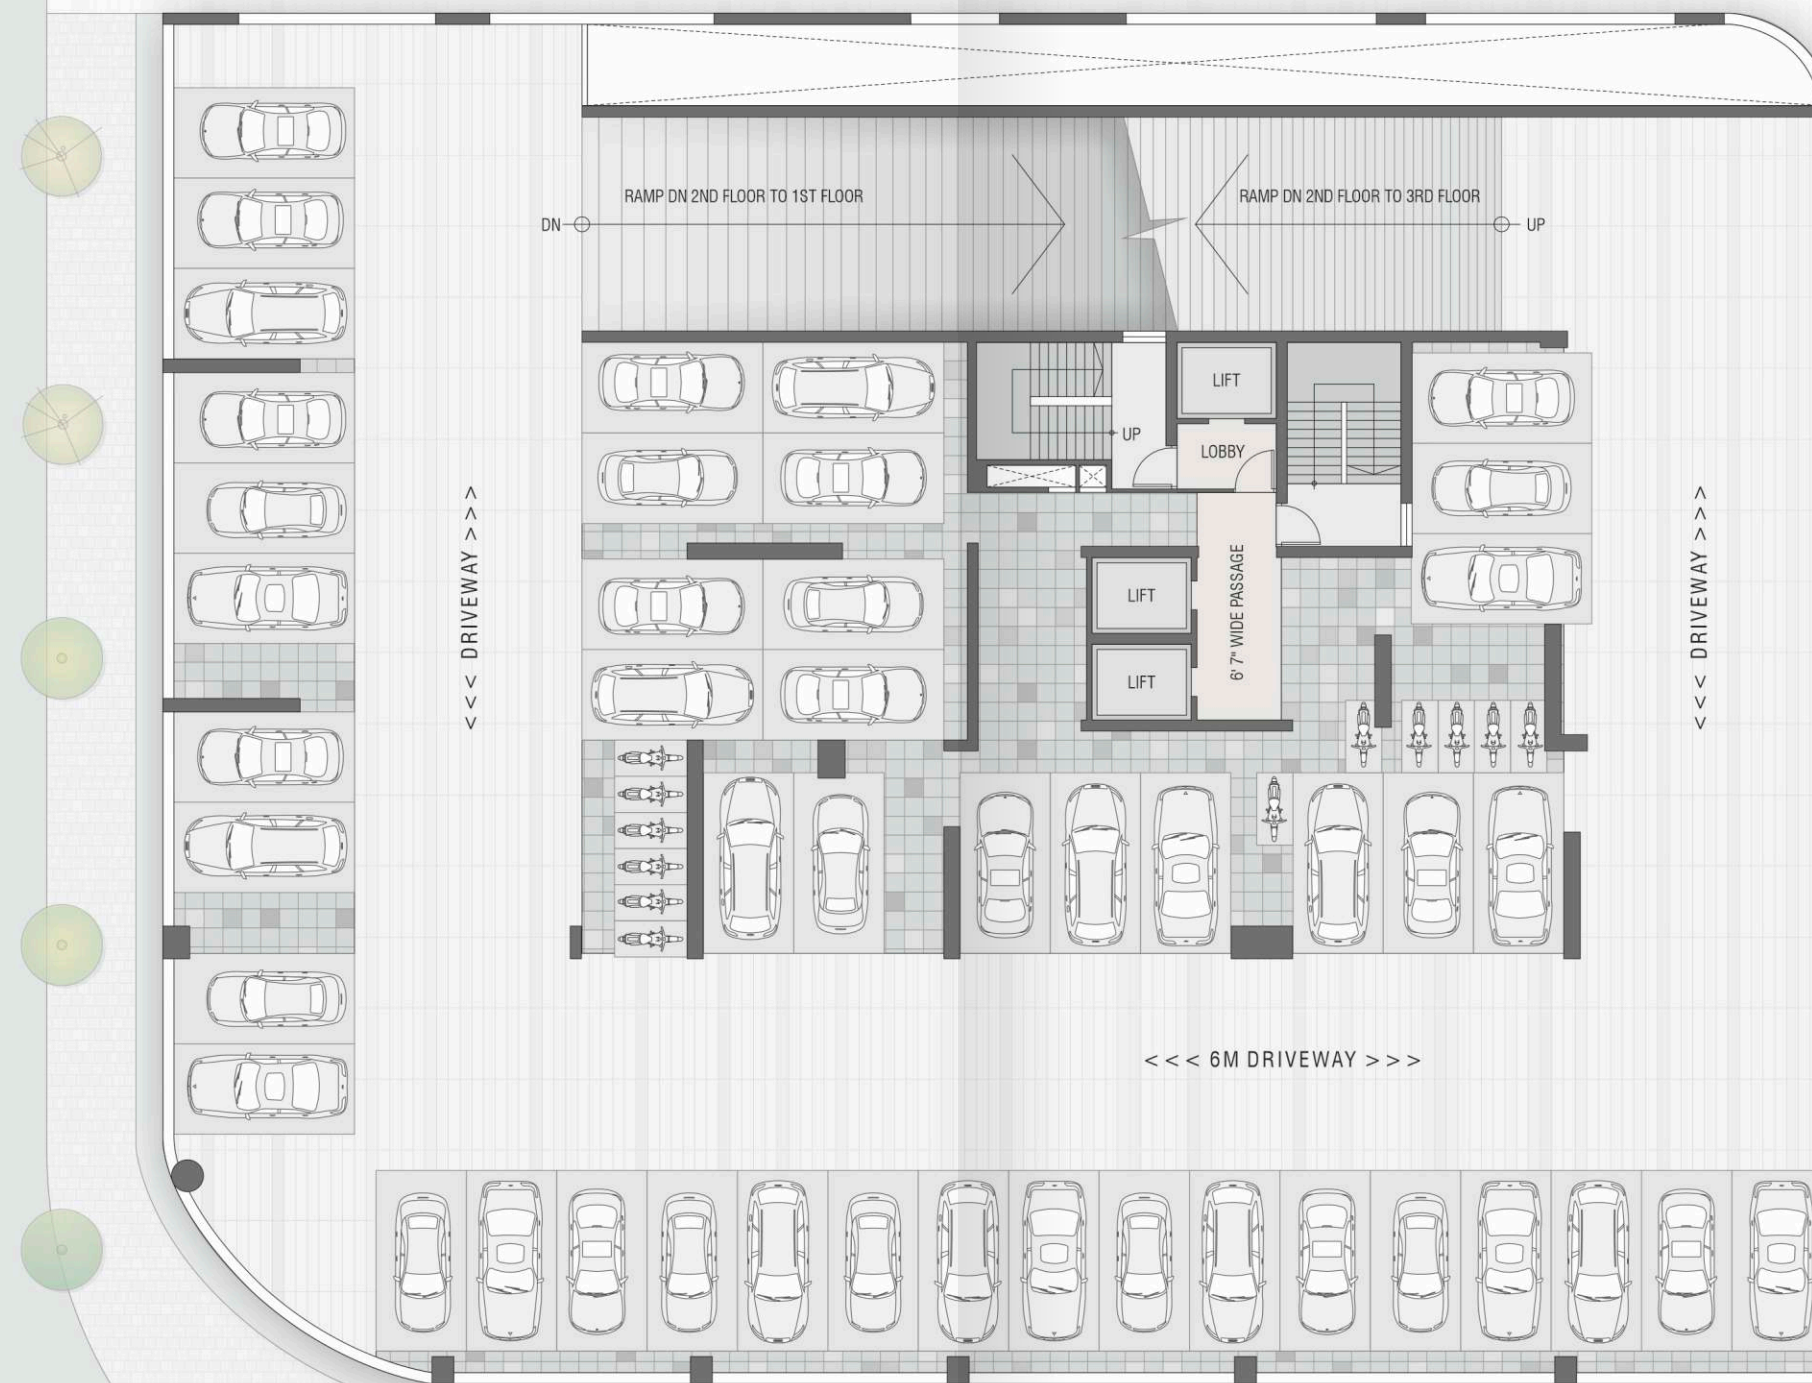 RAMP DN 2ND FLOOR TO 1ST FLOOR
RAMP DN 2ND FLOOR TO 3RD FLOOR
DN
UP
LIFT
UP
LOBBY
<<< DRIVEWAY >>>
6' 7" WIDE PASSAGE
<<< DRIVEWAY >>>
LIFT
LIFT
<<< 6M DRIVEWAY >>>